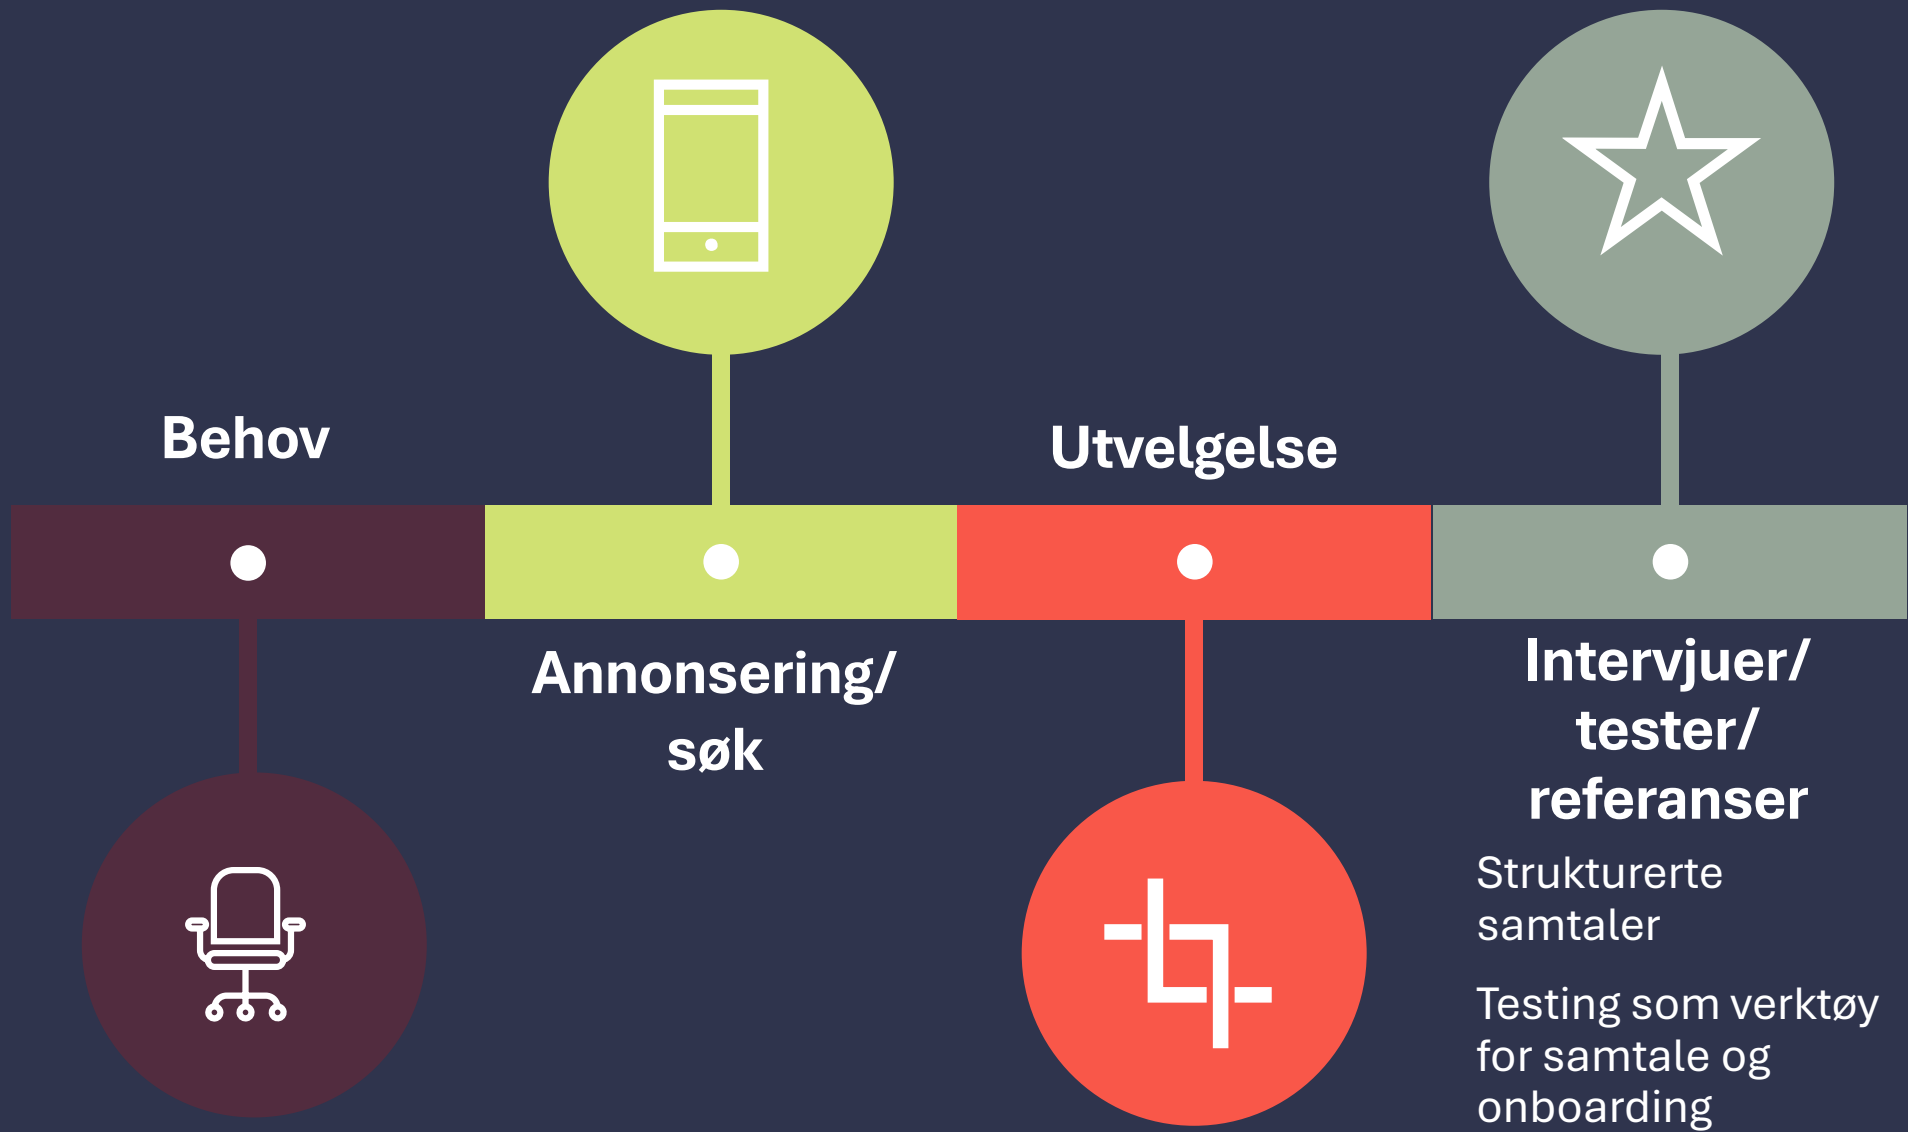 Behov
Annonsering/
søk
Utvelgelse
Intervjuer/
tester/
referanser
Strukturerte
samtaler
Testing som verktøy
for samtale og
onboarding